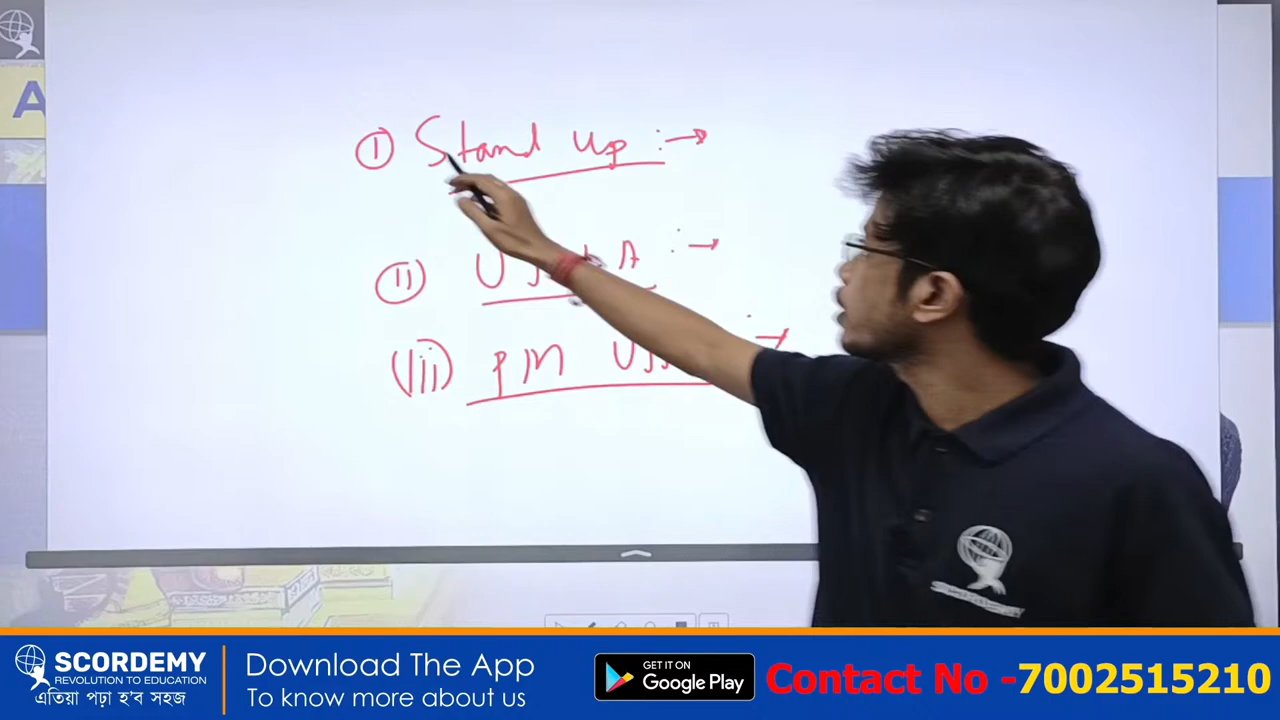 A
① Stand Up :→
(ii) :→
(iii) PM :→
SCORDEMY
REVOLUTION TO EDUCATION
এতিয়া পঢ়া হ'ব সহজ
Download The App
To know more about us
GET IT ON
Google Play
Contact No -7002515210